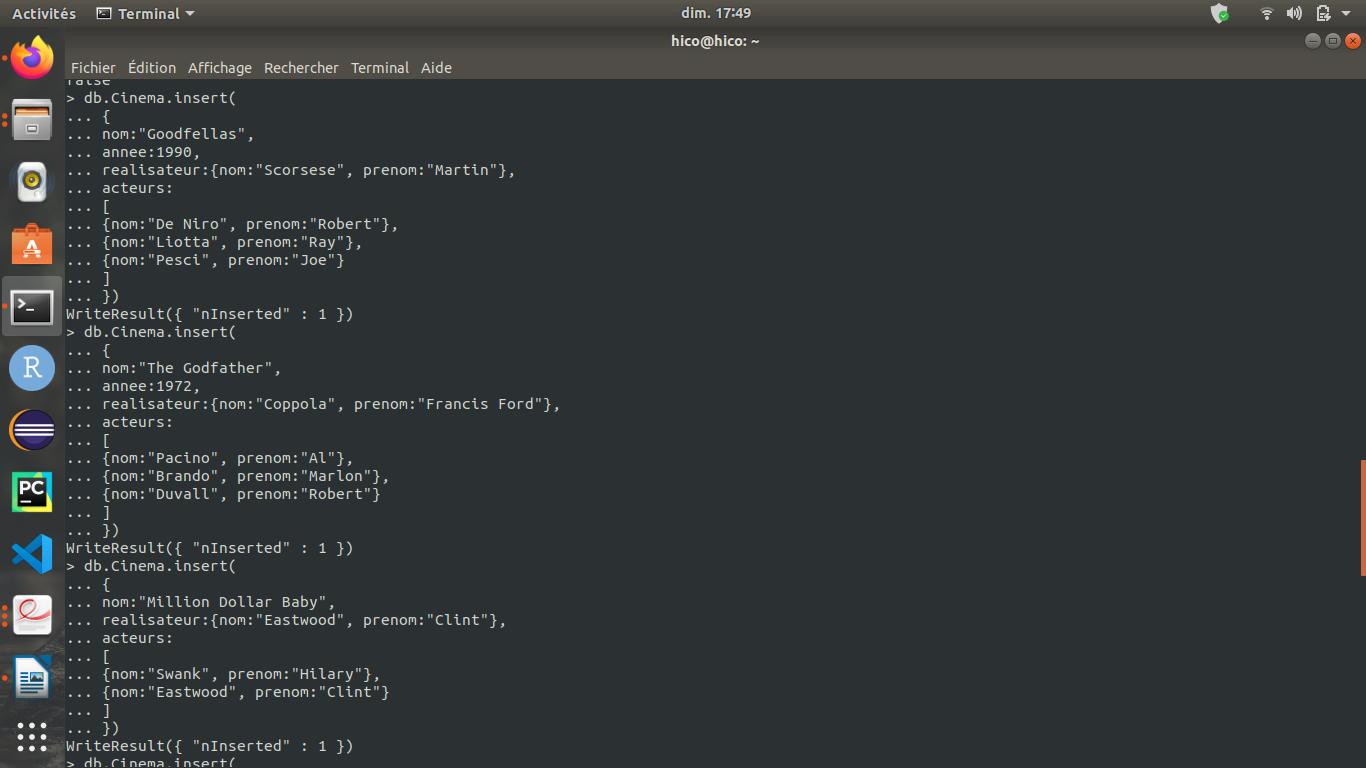 Activités Terminal dim. 17:49
hico@hico: ~
Fichier Édition Affichage Rechercher Terminal Aide
false
> db.Cinema.insert(
... {
... nom:"Goodfellas",
... annee:1990,
... realisateur:{nom:"Scorsese", prenom:"Martin"},
... acteurs:
... [
... {nom:"De Niro", prenom:"Robert"},
... {nom:"Liotta", prenom:"Ray"},
... {nom:"Pesci", prenom:"Joe"}
... ]
... })
WriteResult({ "nInserted" : 1 })
> db.Cinema.insert(
... {
... nom:"The Godfather",
... annee:1972,
... realisateur:{nom:"Coppola", prenom:"Francis Ford"},
... acteurs:
... [
... {nom:"Pacino", prenom:"Al"},
... {nom:"Brando", prenom:"Marlon"},
... {nom:"Duvall", prenom:"Robert"}
... ]
... })
WriteResult({ "nInserted" : 1 })
> db.Cinema.insert(
... {
... nom:"Million Dollar Baby",
... realisateur:{nom:"Eastwood", prenom:"Clint"},
... acteurs:
... [
... {nom:"Swank", prenom:"Hilary"},
... {nom:"Eastwood", prenom:"Clint"}
... ]
... })
WriteResult({ "nInserted" : 1 })
> db.Cinema.insert(
A
>_
R
PC